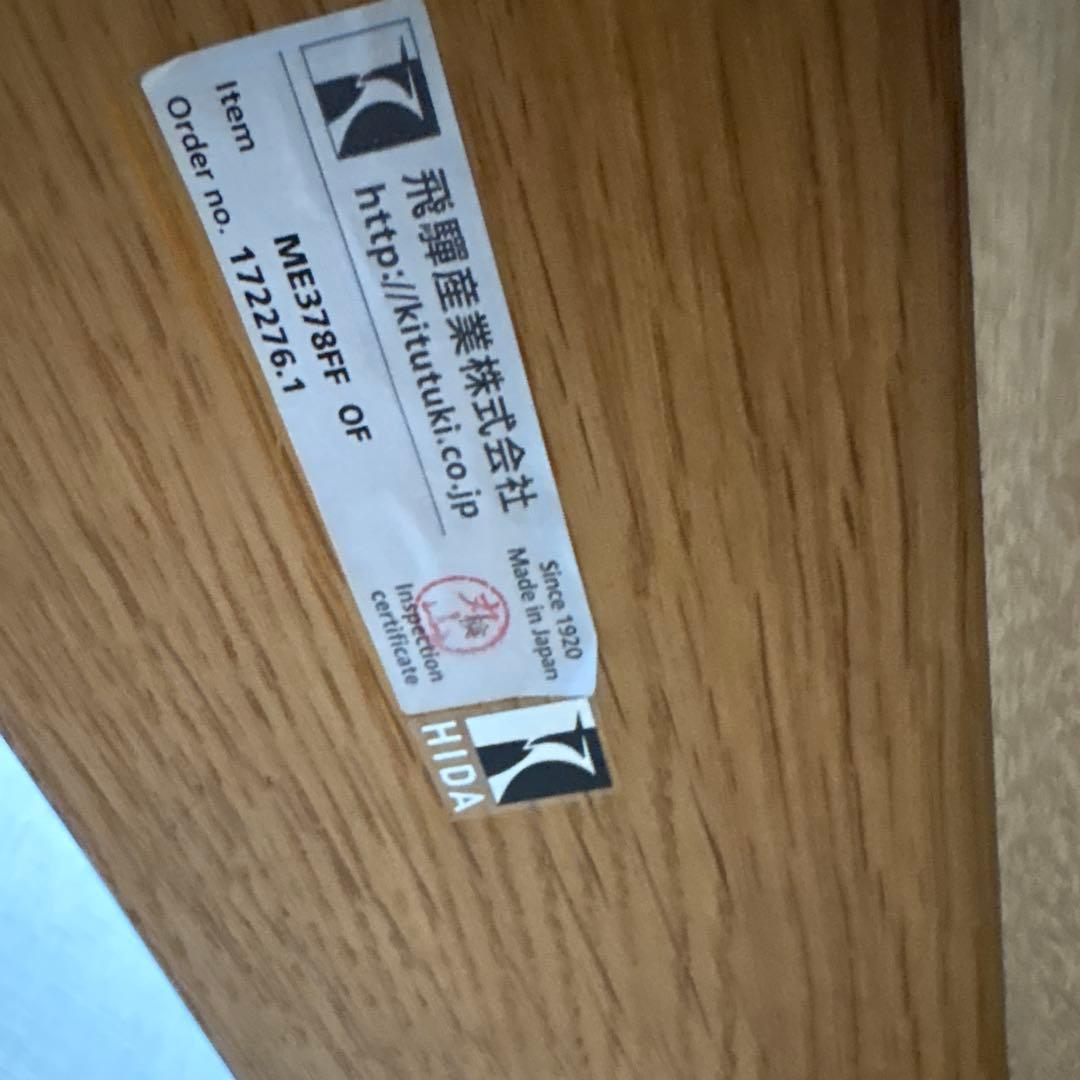 飛驒産業株式会社
http://kitutuki.co.jp
Since 1920
Made in Japan
Item ME378FF OF
Order no. 172276.1
Inspection
certificate
HIDA